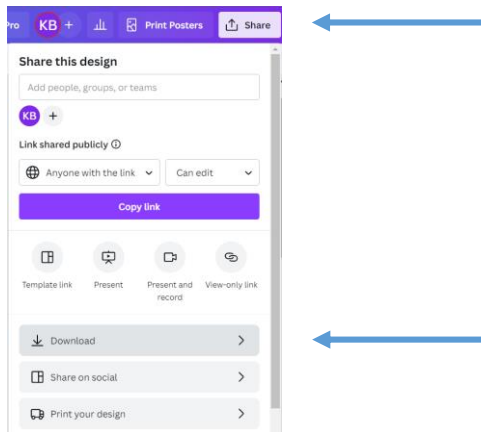 Pro KB + Print Posters Share
Share this design
Add people, groups, or teams
KB +
Link shared publicly
Anyone with the link Can edit
Copy link
Template link Present Present and record View-only link
Download
Share on social
Print your design